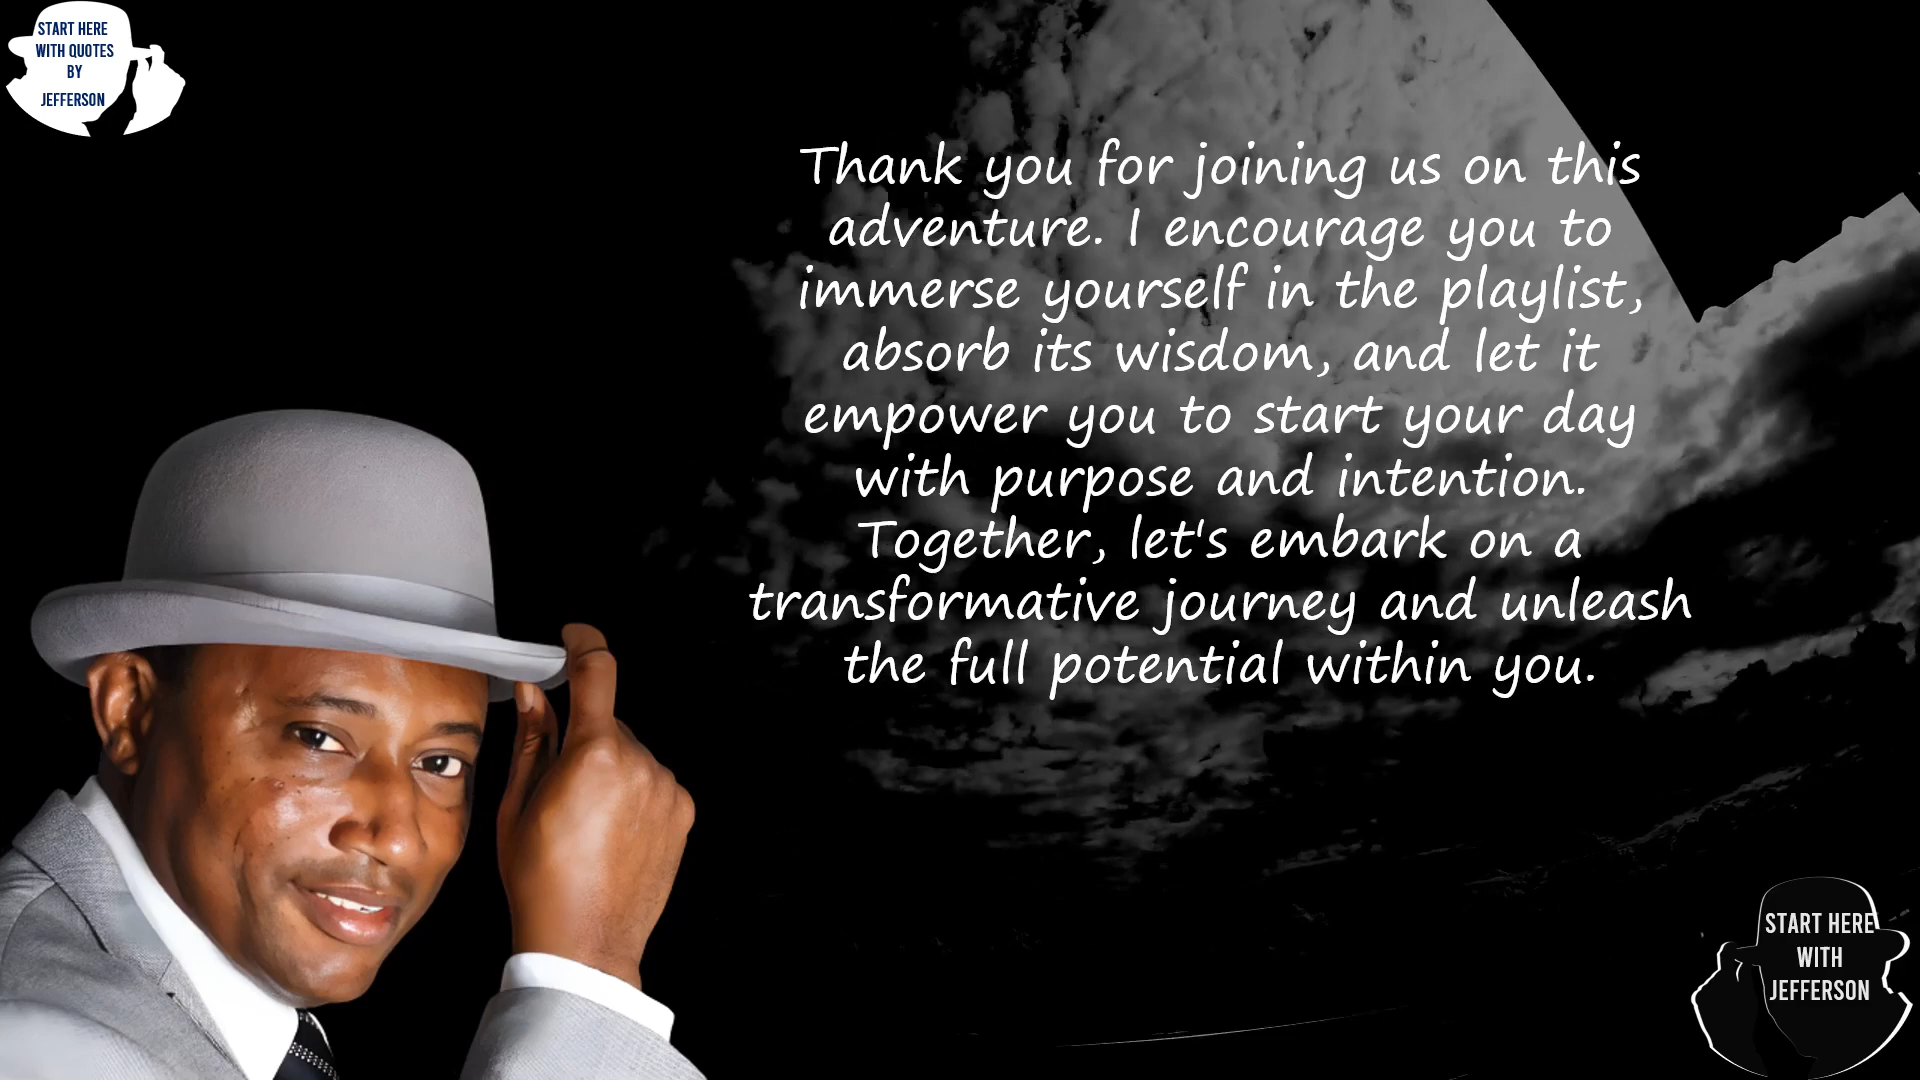 START HERE
WITH QUOTES
BY
JEFFERSON
Thank you for joining us on this
adventure. I encourage you to
immerse yourself in the playlist,
absorb its wisdom, and let it
empower you to start your day
with purpose and intention.
Together, let's embark on a
transformative journey and unleash
the full potential within you.
START HERE
WITH
JEFFERSON